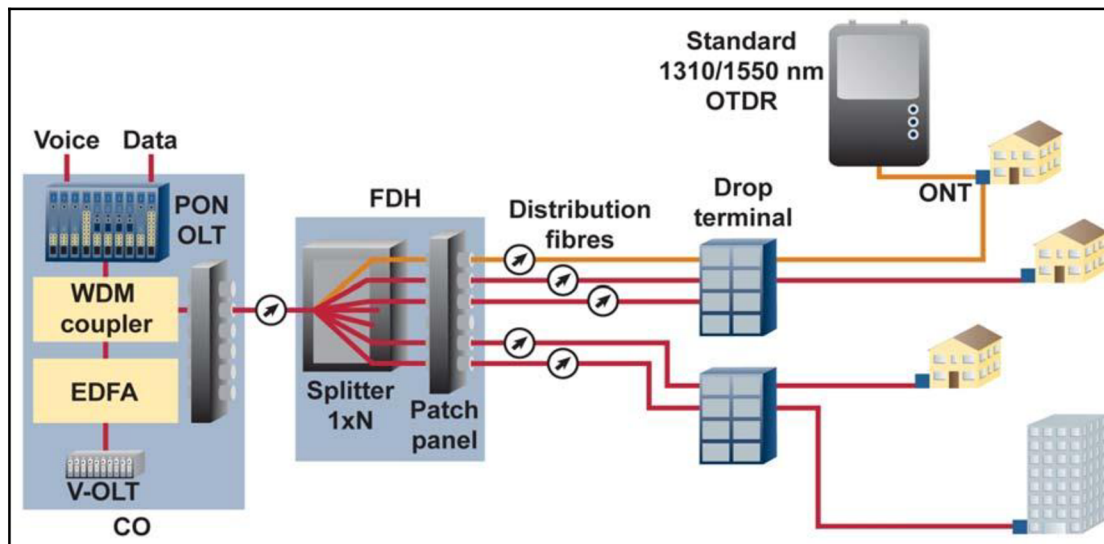 Standard
1310/1550 nm
OTDR
Voice
Data
PON
OLT
FDH
Distribution
fibres
Drop
terminal
ONT
WDM
coupler
EDFA
Splitter
1xN
Patch
panel
V-OLT
CO